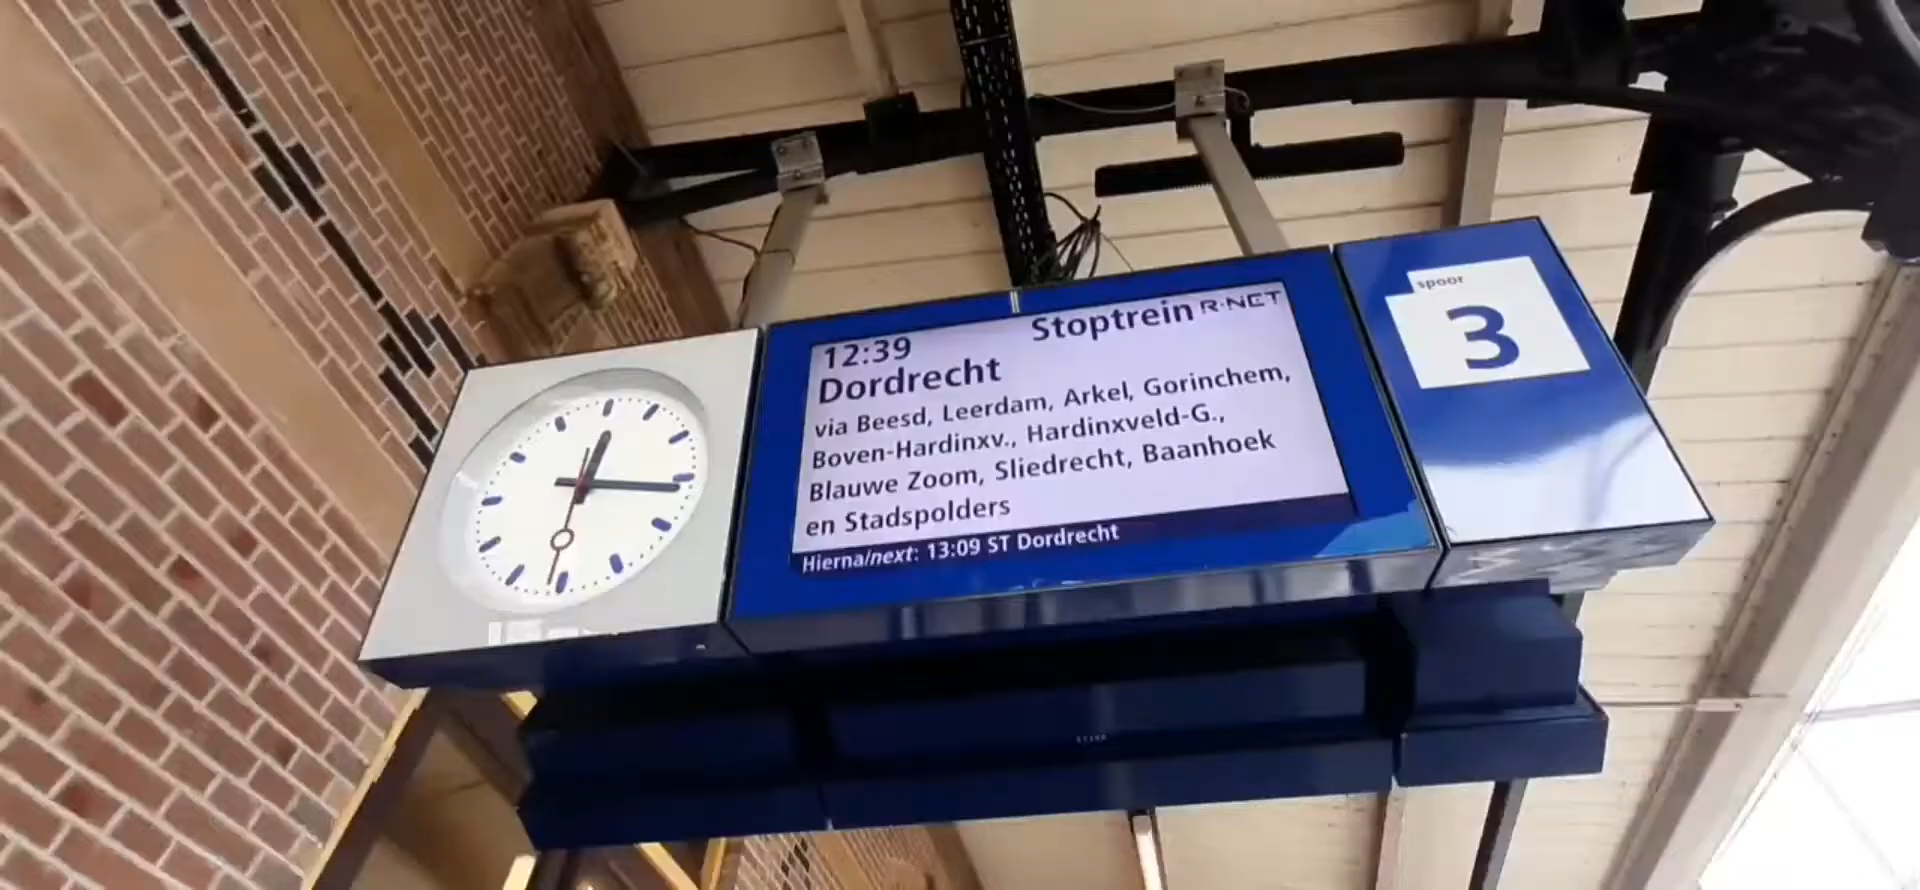 12:39
Stoptrein R-NET
Dordrecht
via Beesd, Leerdam, Arkel, Gorinchem,
Boven-Hardinxv., Hardinxveld-G.,
Blauwe Zoom, Sliedrecht, Baanhoek
en Stadspolders
Hierna/next: 13:09 ST Dordrecht
spoor
3